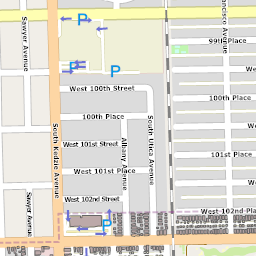 Sawyer Avenue
P
99th Place
P
West 100th Street
100th Place
100th Place
South Kedzie Avenue
Albany Avenue
South Utica Avenue
West 101st Street
101st Place
West 101st Place
Sawyer Avenue
West 102nd Street
West 102nd Place
P